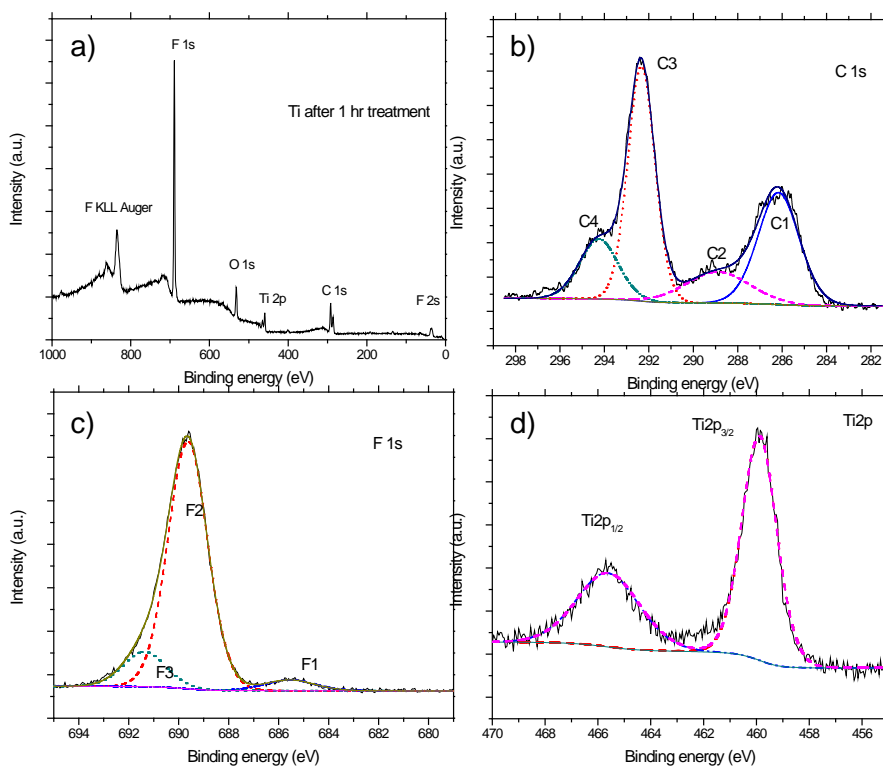 a)
F 1s
Ti after 1 hr treatment
F KLL Auger
O 1s
Ti 2p
C 1s
F 2s
Intensity (a.u.)
1000 800 600 400 200 0
Binding energy (eV)
b)
C3
C 1s
C4
C2
C1
Intensity (a.u.)
298 296 294 292 290 288 286 284 282
Binding energy (eV)
c)
F 1s
F2
F3
F1
Intensity (a.u.)
694 692 690 688 686 684 682 680
Binding energy (eV)
d)
Ti2p3/2
Ti2p
Ti2p1/2
Intensity (a.u.)
470 468 466 464 462 460 458 456
Binding energy (eV)